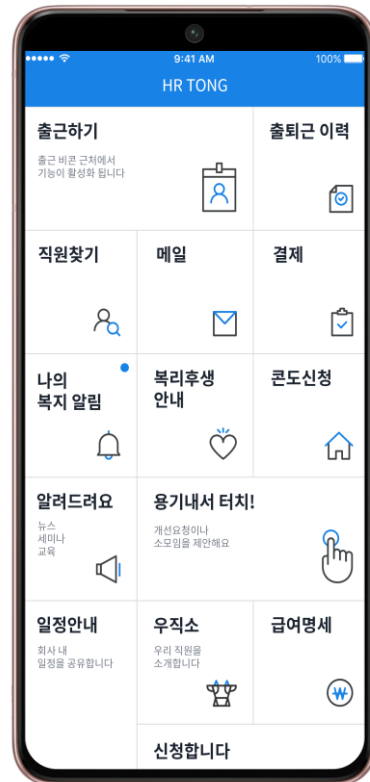 9:41 AM
100%
HR TONG
출근하기
출근 비콘 근처에서
기능이 활성화 됩니다
출퇴근 이력
직원찾기
메일
결제
나의
복지 알림
복리후생
안내
콘도신청
알려드려요
뉴스
세미나
교육
용기내서 터치!
개선요청이나
소모임을 제안해요
일정안내
회사 내
일정을 공유합니다
우직소
우리 직원을
소개합니다
급여명세
₩
신청합니다